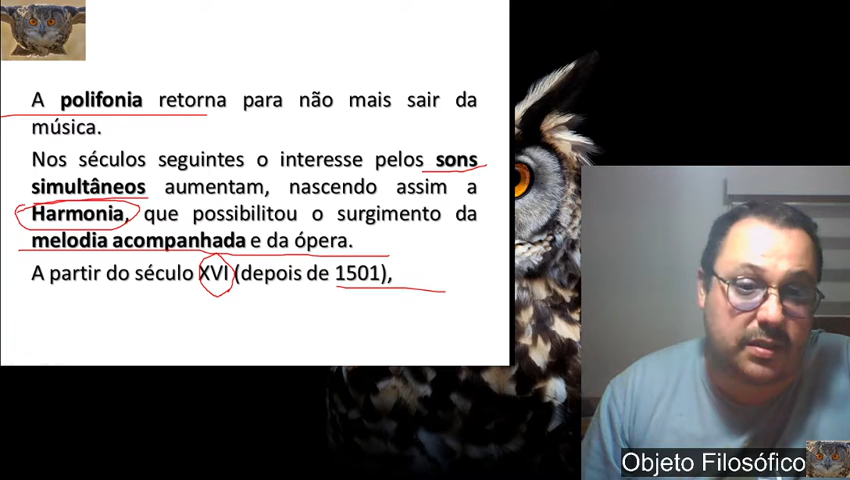 A polifonia retorna para não mais sair da
música.
Nos séculos seguintes o interesse pelos sons
simultâneos aumentam, nascendo assim a
Harmonia, que possibilitou o surgimento da
melodia acompanhada e da ópera.
A partir do século XVI (depois de 1501),
Objeto Filosófico